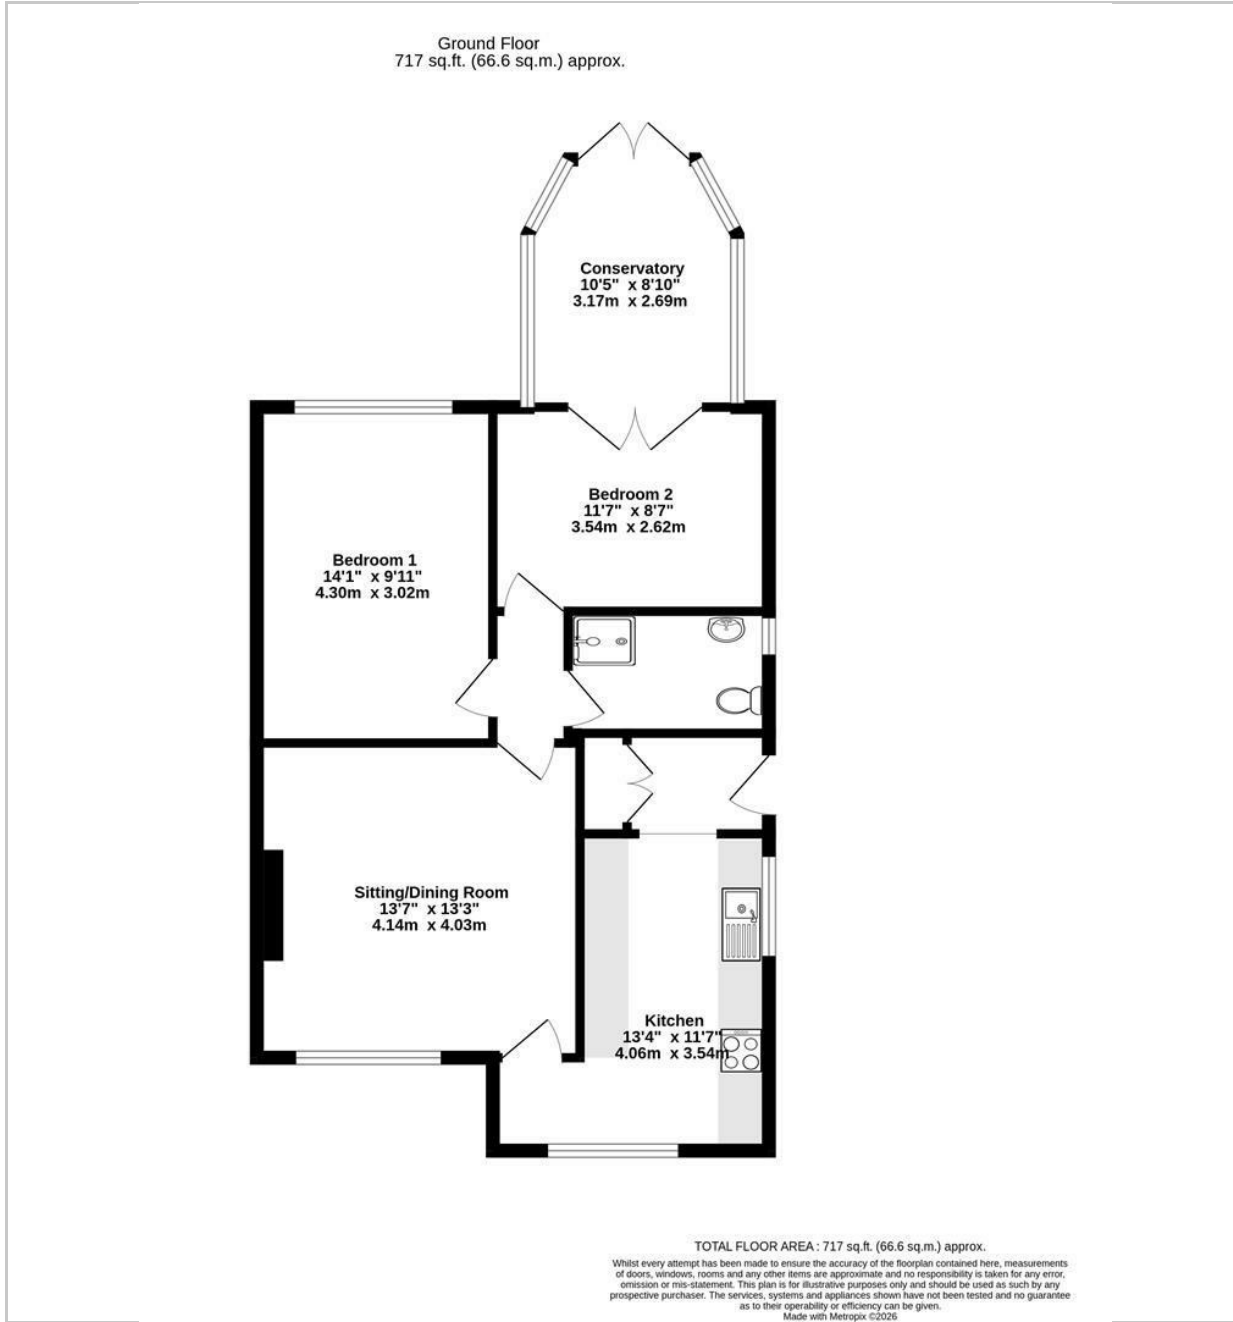 Ground Floor
717 sq.ft. (66.6 sq.m.) approx.
Conservatory
10'5" x 8'10"
3.17m x 2.69m
Bedroom 2
11'7" x 8'7"
3.54m x 2.62m
Bedroom 1
14'1" x 9'11"
4.30m x 3.02m
Sitting/Dining Room
13'7" x 13'3"
4.14m x 4.03m
Kitchen
13'4" x 11'7"
4.06m x 3.54m
TOTAL FLOOR AREA : 717 sq.ft. (66.6 sq.m.) approx.
Whilst every attempt has been made to ensure the accuracy of the floorplan contained here, measurements
of doors, windows, rooms and any other items are approximate and no responsibility is taken for any error,
omission or mis-statement. This plan is for illustrative purposes only and should be used as such by any
prospective purchaser. The services, systems and appliances shown have not been tested and no guarantee
as to their operability or efficiency can be given.
Made with Metropix ©2026